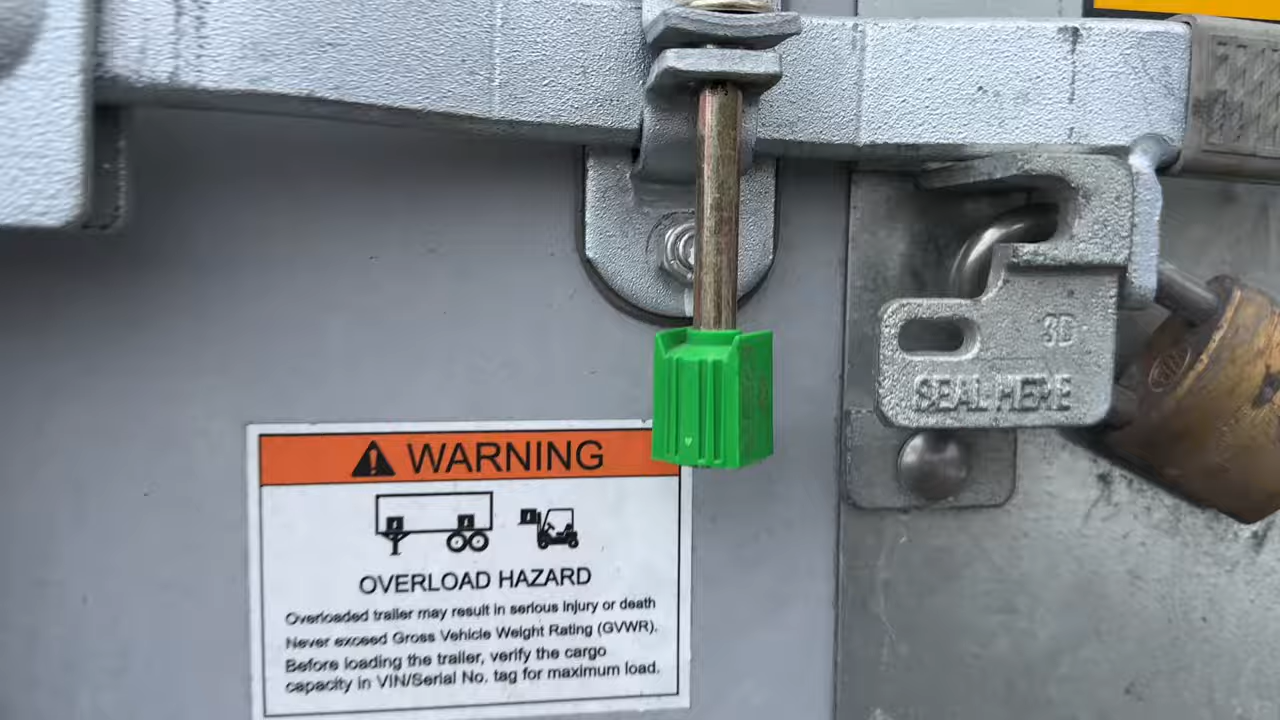 3D
SEAL HERE
WARNING
OVERLOAD HAZARD
Overloaded trailer may result in serious injury or death
Never exceed Gross Vehicle Weight Rating (GVWR).
Before loading the trailer, verify the cargo
capacity in VIN/Serial No. tag for maximum load.